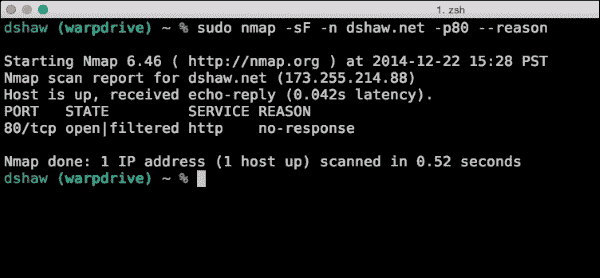 1. zsh
dshaw (warpdrive) ~ % sudo nmap -sF -n dshaw.net -p80 --reason
Starting Nmap 6.46 ( http://nmap.org ) at 2014-12-22 15:28 PST
Nmap scan report for dshaw.net (173.255.214.88)
Host is up, received echo-reply (0.042s latency).
PORT   STATE         SERVICE REASON
80/tcp open|filtered http    no-response
Nmap done: 1 IP address (1 host up) scanned in 0.52 seconds
dshaw (warpdrive) ~ %